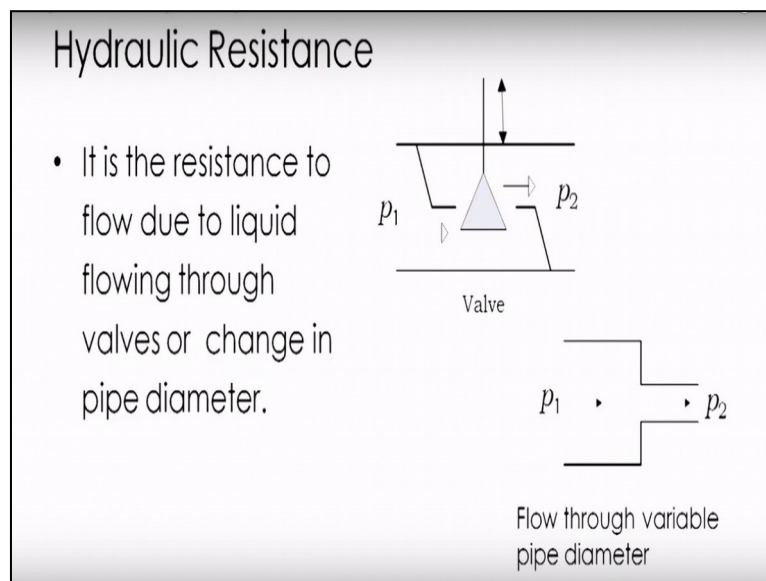 Hydraulic Resistance
• It is the resistance to
flow due to liquid
flowing through
valves or change in
pipe diameter.
p1
p2
Valve
p1
p2
Flow through variable
pipe diameter